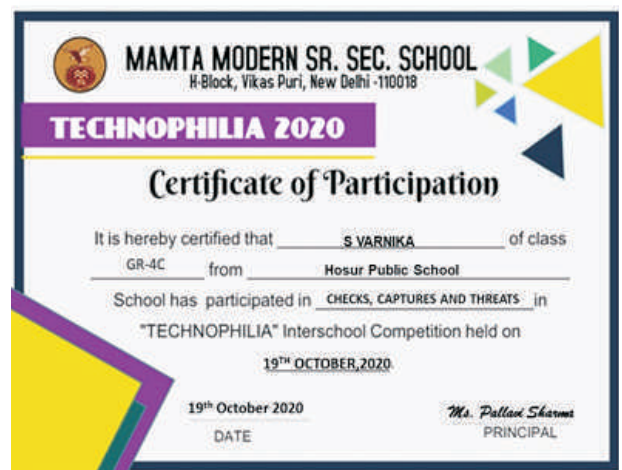 MAMTA MODERN SR. SEC. SCHOOL
H-Block, Vikas Puri, New Delhi -110018
TECHNOPHILIA 2020
Certificate of Participation
It is hereby certified that S VARNIKA of class
GR-4C from Hosur Public School
School has participated in CHECKS, CAPTURES AND THREATS in
"TECHNOPHILIA" Interschool Competition held on
19TH OCTOBER,2020.
19th October 2020 Ms. Pallavi Sharma
DATE PRINCIPAL